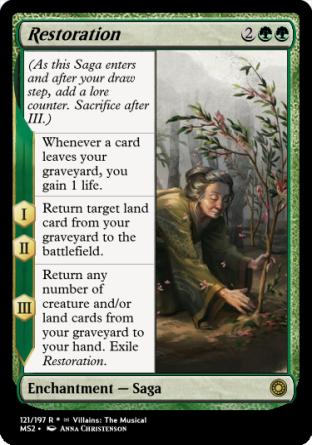 Restoration 2
(As this Saga enters
and after your draw
step, add a lore
counter. Sacrifice after
III.)
Whenever a card
leaves your
graveyard, you
gain 1 life.
I
II
Return target land
card from your
graveyard to the
battlefield.
III
Return any
number of
creature and/or
land cards from
your graveyard to
your hand. Exile
Restoration.
Enchantment — Saga
121/197 R * Villains: The Musical
MS2 • Anna Christenson